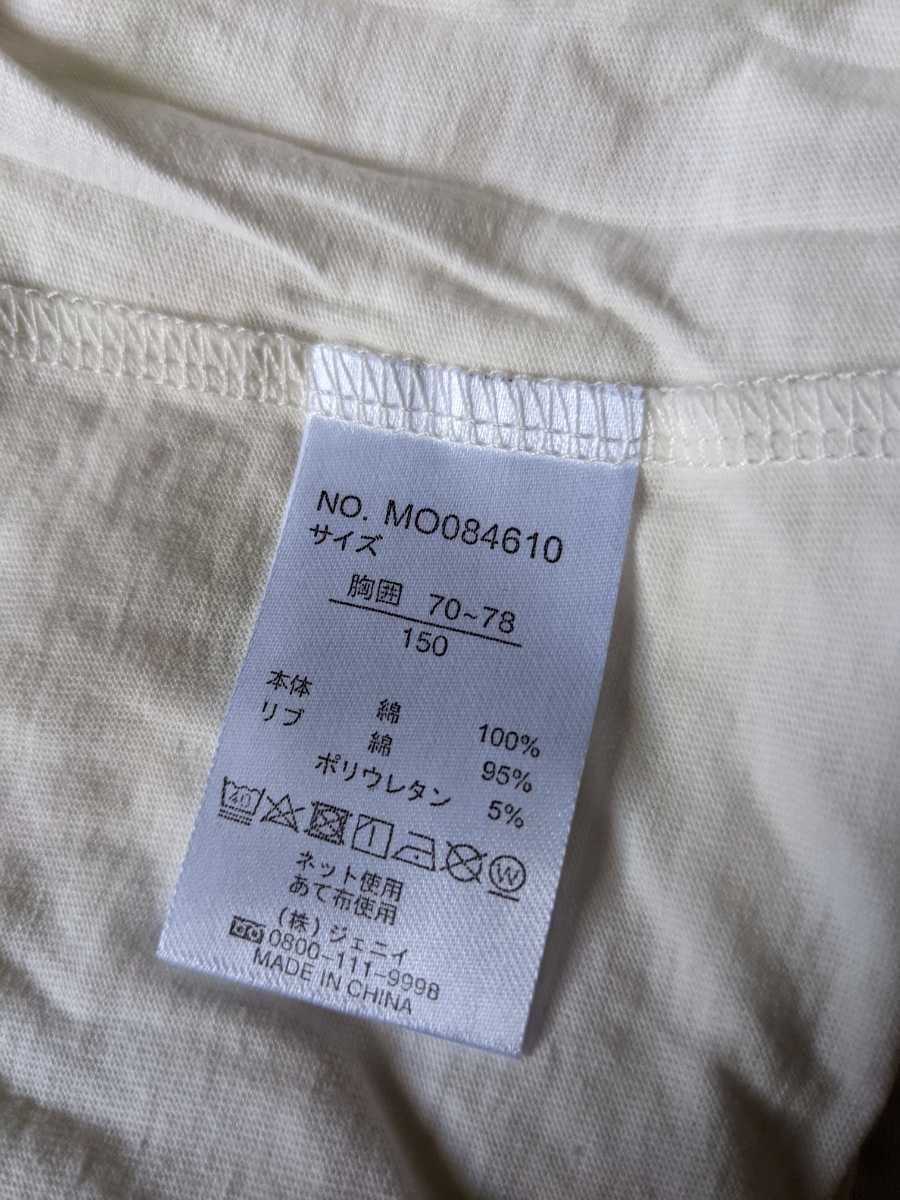 NO. MO084610
サイズ
胸囲 70~78
150
本体 綿 100%
リブ 綿 95%
ポリウレタン 5%
40
W
ネット使用
あて布使用
(株)ジェニイ
0800-111-9998
MADE IN CHINA